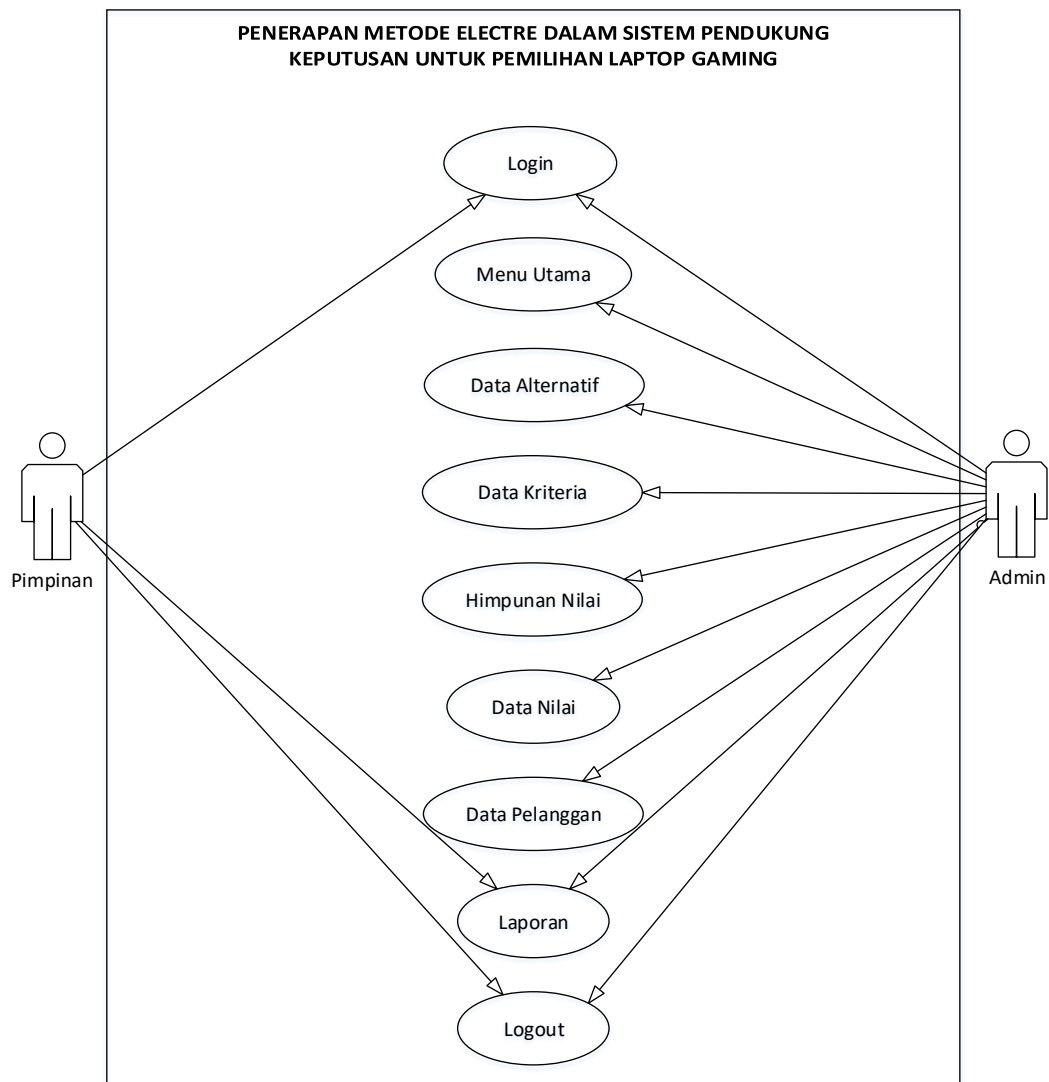 PENERAPAN METODE ELECTRE DALAM SISTEM PENDUKUNG
KEPUTUSAN UNTUK PEMILIHAN LAPTOP GAMING
Login
Menu Utama
Data Alternatif
Data Kriteria
Himpunan Nilai
Pimpinan
Admin
Data Nilai
Data Pelanggan
Laporan
Logout